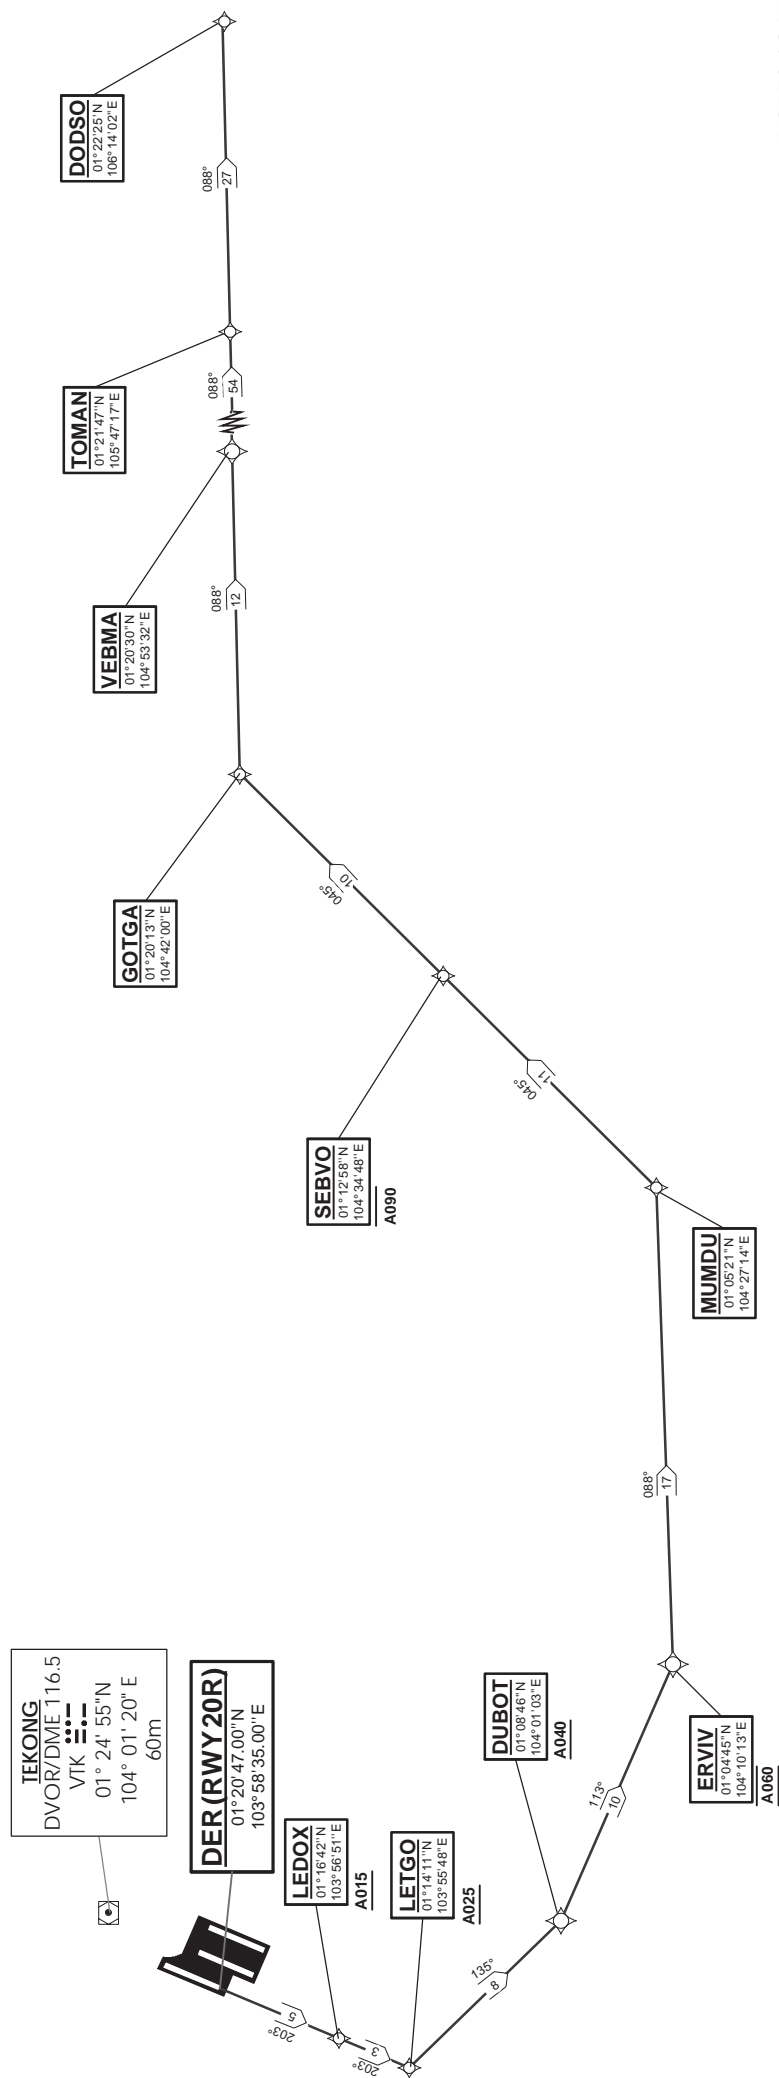 TEKONG
DVOR/DME 116.5
VTK
01° 24' 55"N
104° 01' 20" E
60m
DER (RWY 20R)
01°20'47.00"N
103°58'35.00"E
5
203°
LEDOX
01°16'42"N
103°56'51"E
A015
3
203°
LETGO
01°14'11"N
103°55'48"E
A025
135°
8
DUBOT
01°08'46"N
104°01'03"E
A040
113°
10
ERVIV
01°04'45"N
104°10'13"E
A060
088°
17
MUMDU
01°05'21"N
104°27'14"E
045°
11
SEBVO
01°12'58"N
104°34'48"E
A090
045°
10
GOTGA
01°20'13"N
104°42'00"E
088°
12
VEBMA
01°20'30"N
104°53'32"E
088°
54
TOMAN
01°21'47"N
105°47'17"E
088°
27
DODSO
01°22'25"N
106°14'02"E